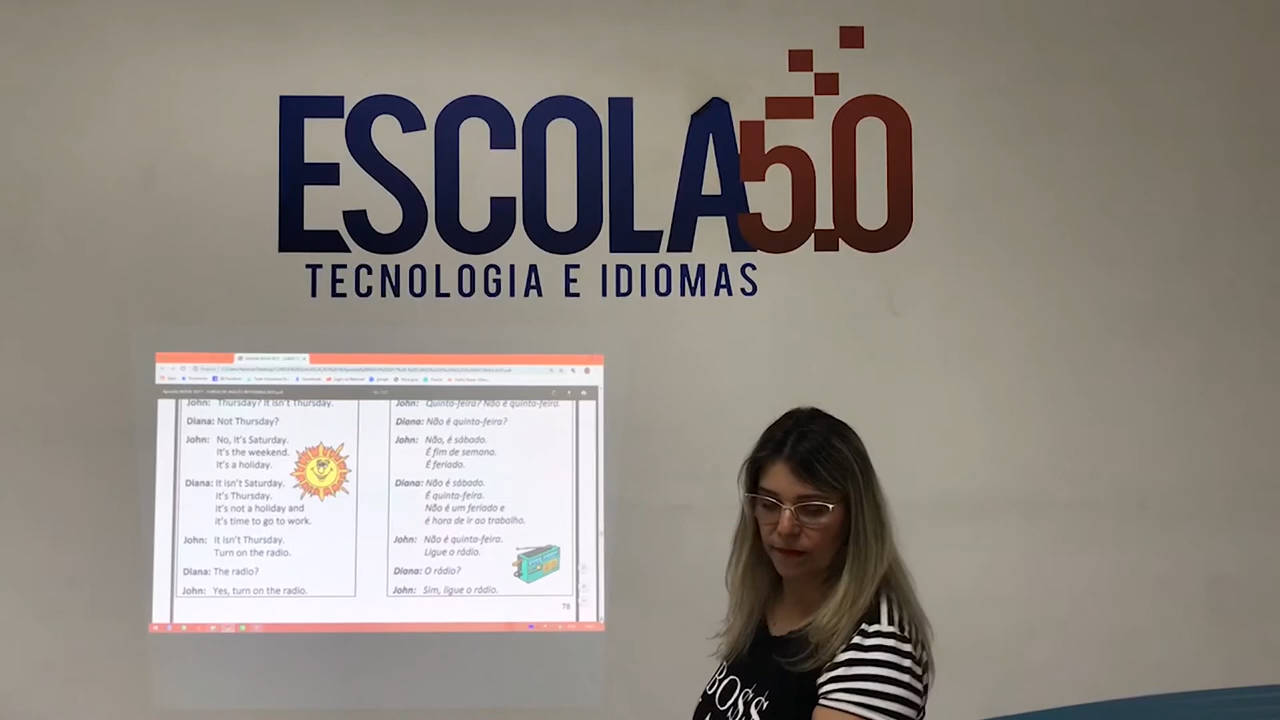 ESCOLA 5.0
TECNOLOGIA E IDIOMAS
John: Thursday? It isn't Thursday.
Diana: Not Thursday?
John: No, it's Saturday.
It's the weekend.
It's a holiday.
Diana: It isn't Saturday.
It's Thursday.
It's not a holiday and
it's time to go to work.
John: It isn't Thursday.
Turn on the radio.
Diana: The radio?
John: Yes, turn on the radio.
John: Quinta-feira? Não é quinta-feira.
Diana: Não é quinta-feira?
John: Não, é sábado.
É fim de semana.
É feriado.
Diana: Não é sábado.
É quinta-feira.
Não é um feriado e
é hora de ir ao trabalho.
John: Não é quinta-feira.
Ligue o rádio.
Diana: O rádio?
John: Sim, ligue o rádio.
78
BO$$